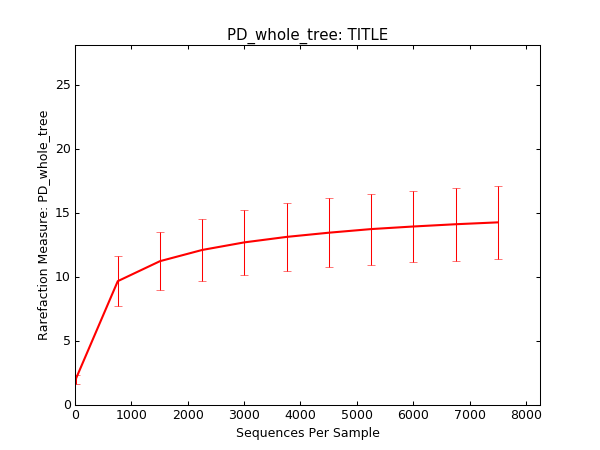 PD_whole_tree: TITLE
25
20
15
10
5
0
Rarefaction Measure: PD_whole_tree
0 1000 2000 3000 4000 5000 6000 7000 8000
Sequences Per Sample